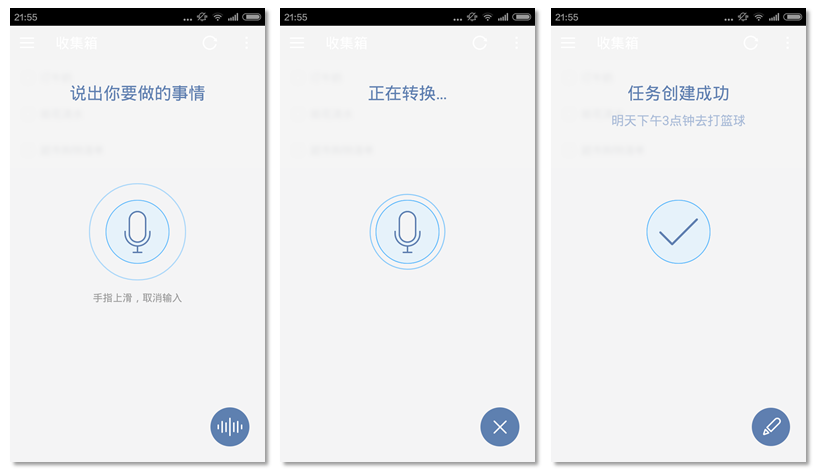 21:55
收集箱
说出你要做的事情
手指上滑，取消输入
21:55
收集箱
正在转换...
21:55
收集箱
任务创建成功
明天下午3点钟去打篮球